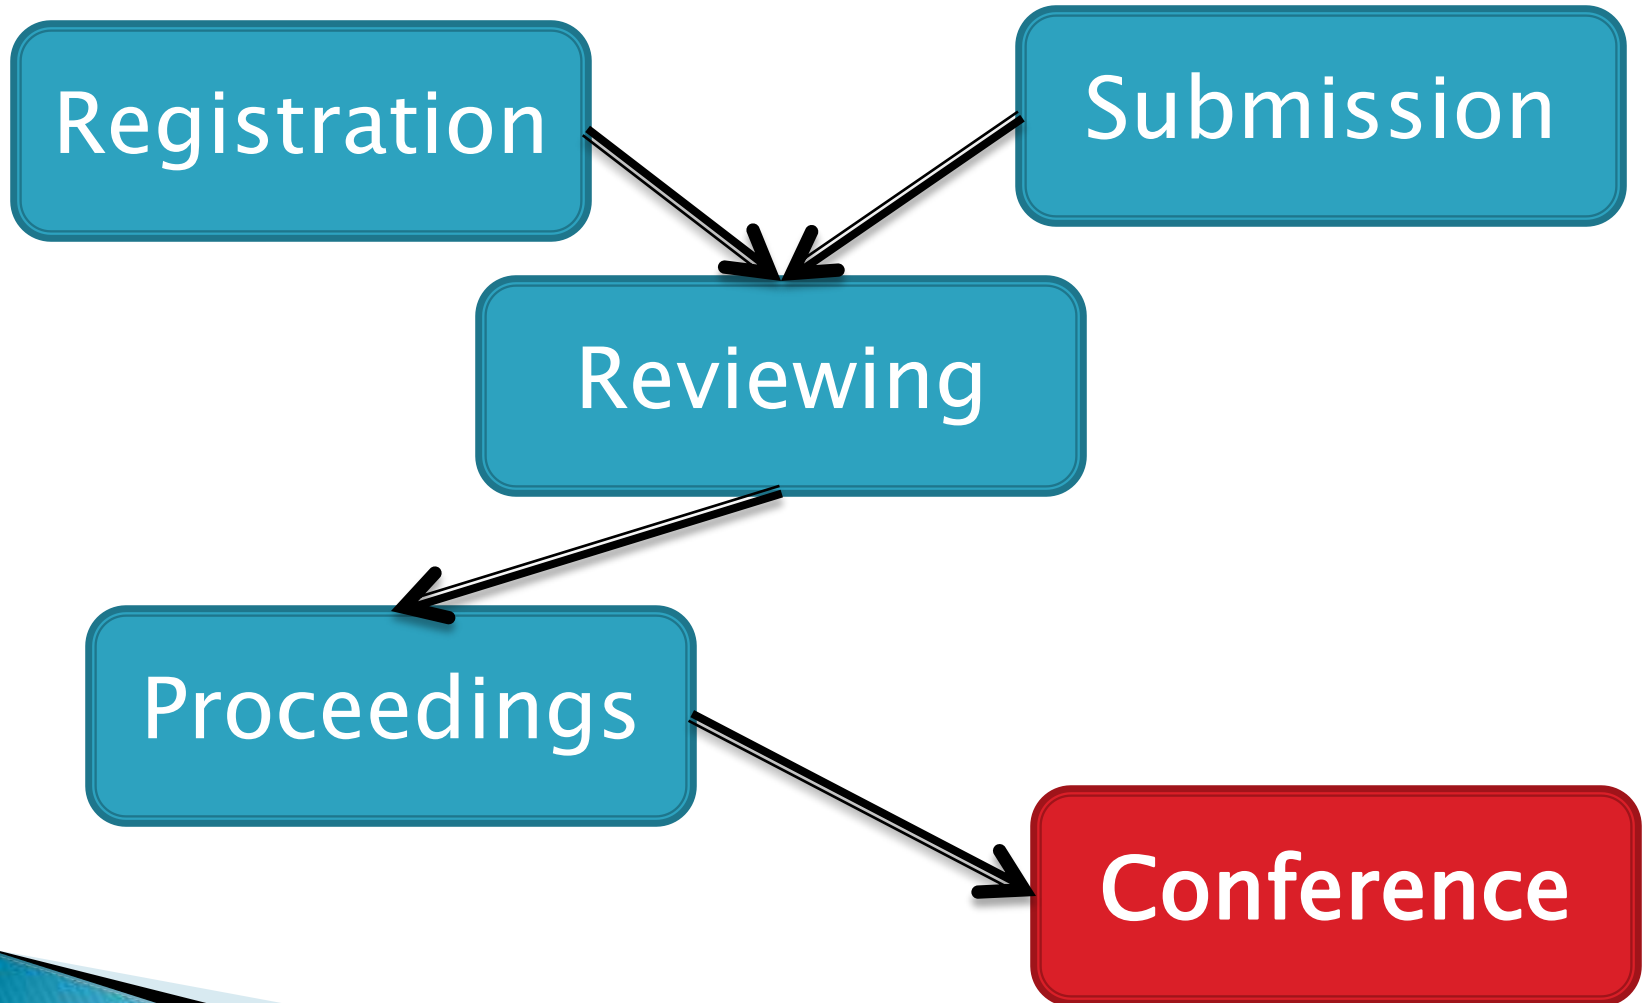 Registration
Submission
Reviewing
Proceedings
Conference